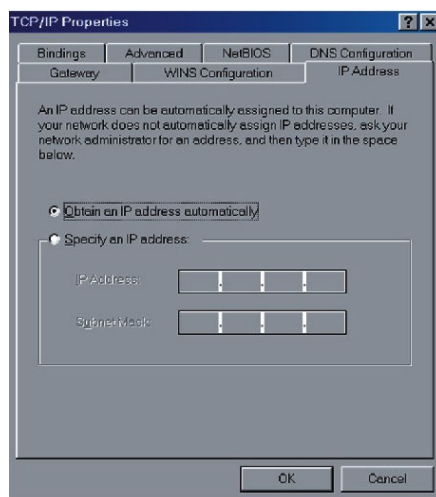 TCP/IP Properties
Bindings Advanced NetBIOS DNS Configuration
Gateway WINS Configuration IP Address
An IP address can be automatically assigned to this computer. If
your network does not automatically assign IP addresses, ask your
network administrator for an address, and then type it in the space
below.
Obtain an IP address automatically
Specify an IP address:
IP Address:
Subnet Mask:
OK Cancel